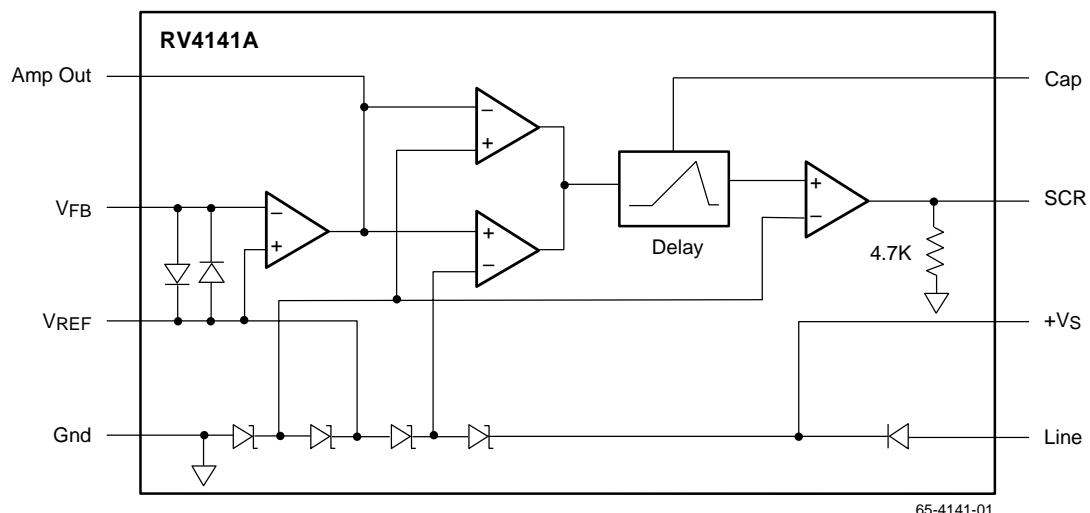 RV4141A
Amp Out
Cap
−
+
VFB
−
+
+
−
Delay
+
−
SCR
4.7K
VREF
+VS
Gnd
Line
65-4141-01